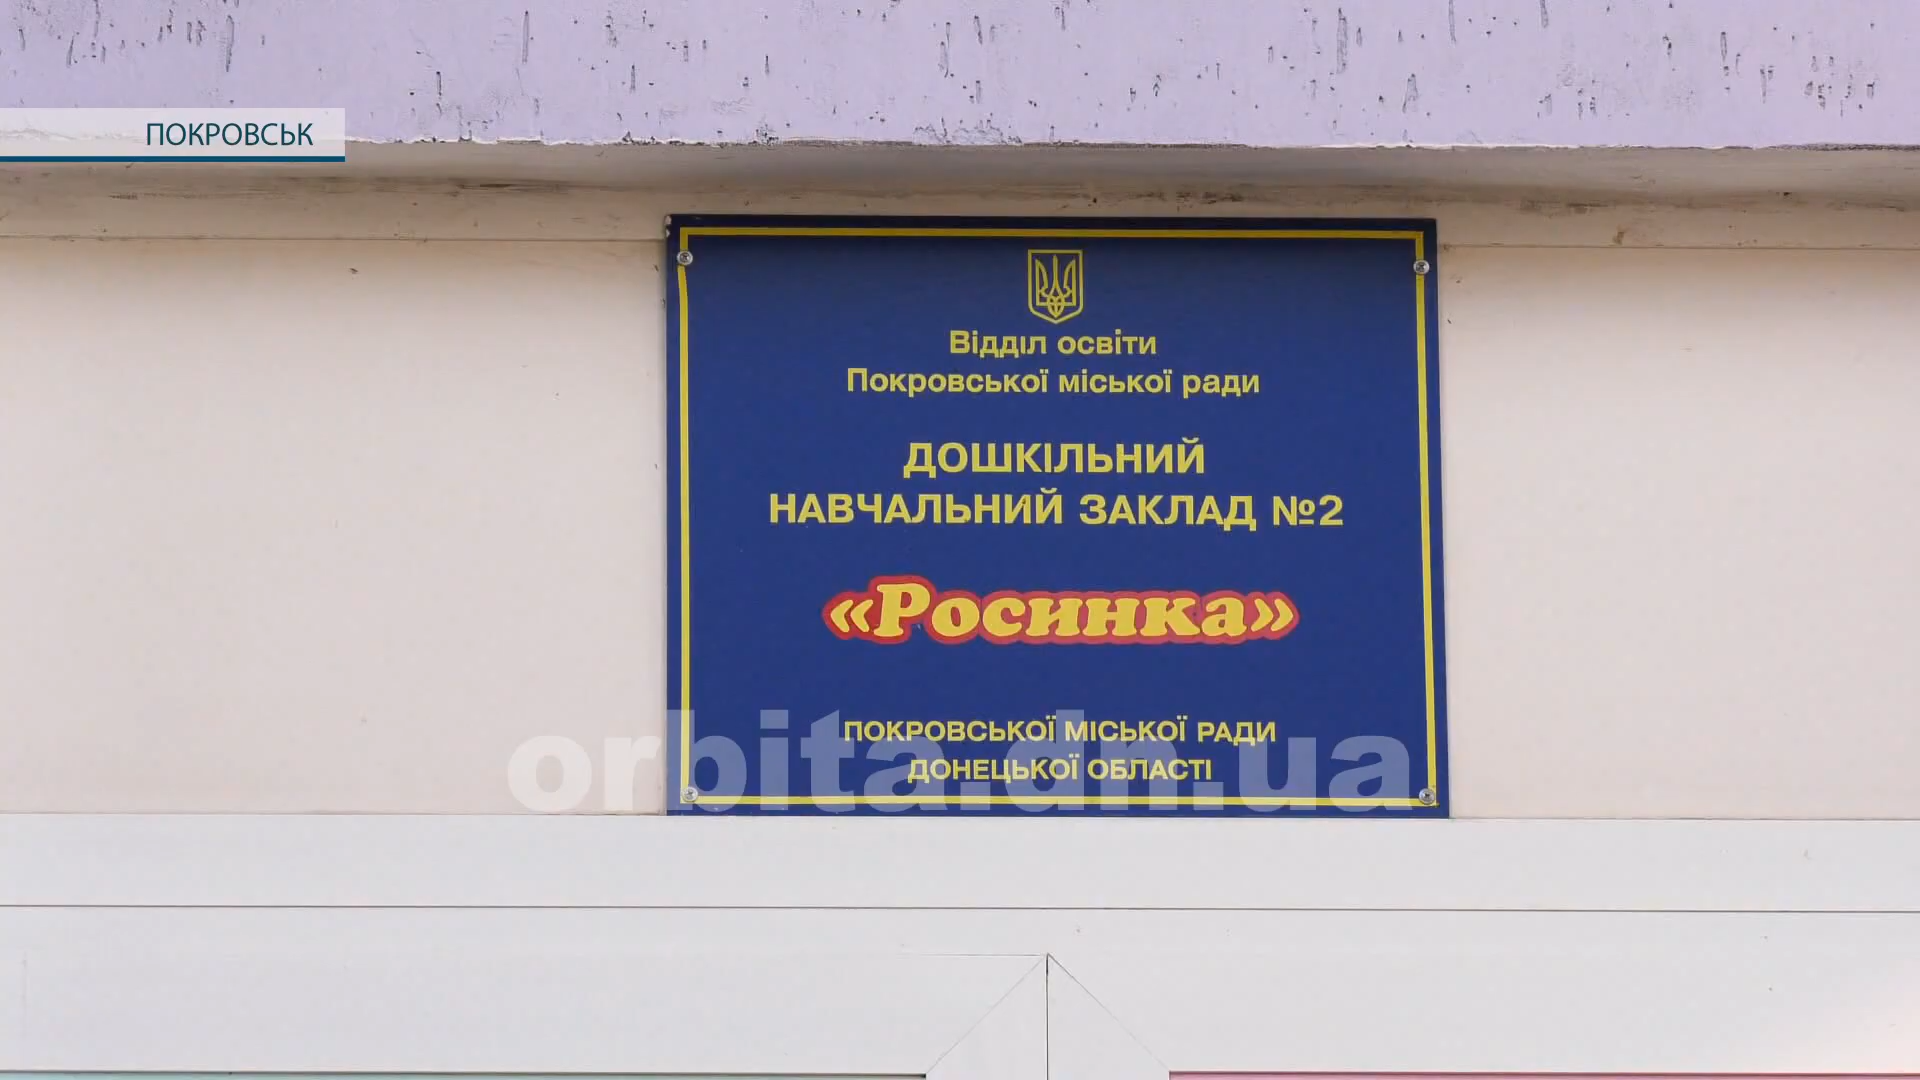 ПОКРОВСЬК
Відділ освіти
Покровської міської ради
ДОШКІЛЬНИЙ
НАВЧАЛЬНИЙ ЗАКЛАД №2
«Росинка»
ПОКРОВСЬКОЇ МІСЬКОЇ РАДИ
ДОНЕЦЬКОЇ ОБЛАСТІ
orbita.dn.ua